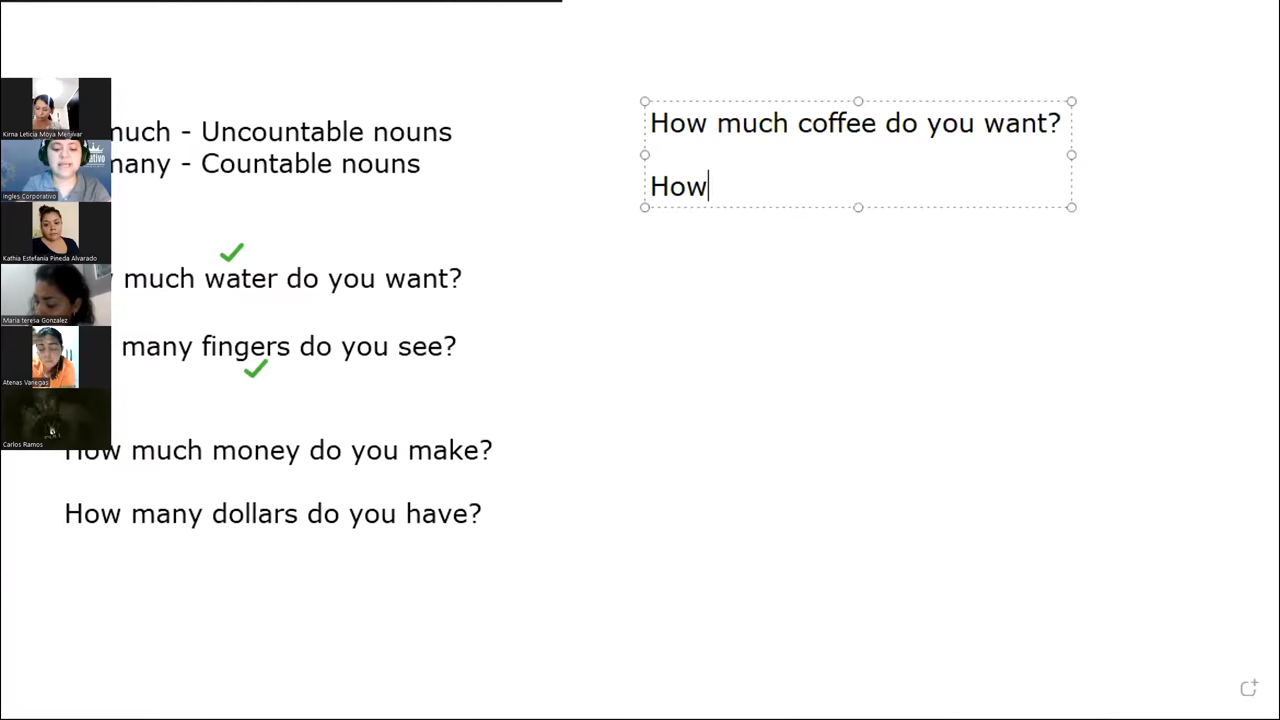 Kirna Leticia Moya Menjivar
Ingles Corporativo
Kathia Estefania Pineda Alvarado
Maria teresa Gonzalez
Atenas Vanegas
Carlos Ramos
much - Uncountable nouns
many - Countable nouns
much water do you want?
many fingers do you see?
How much money do you make?
How many dollars do you have?
How much coffee do you want?
How